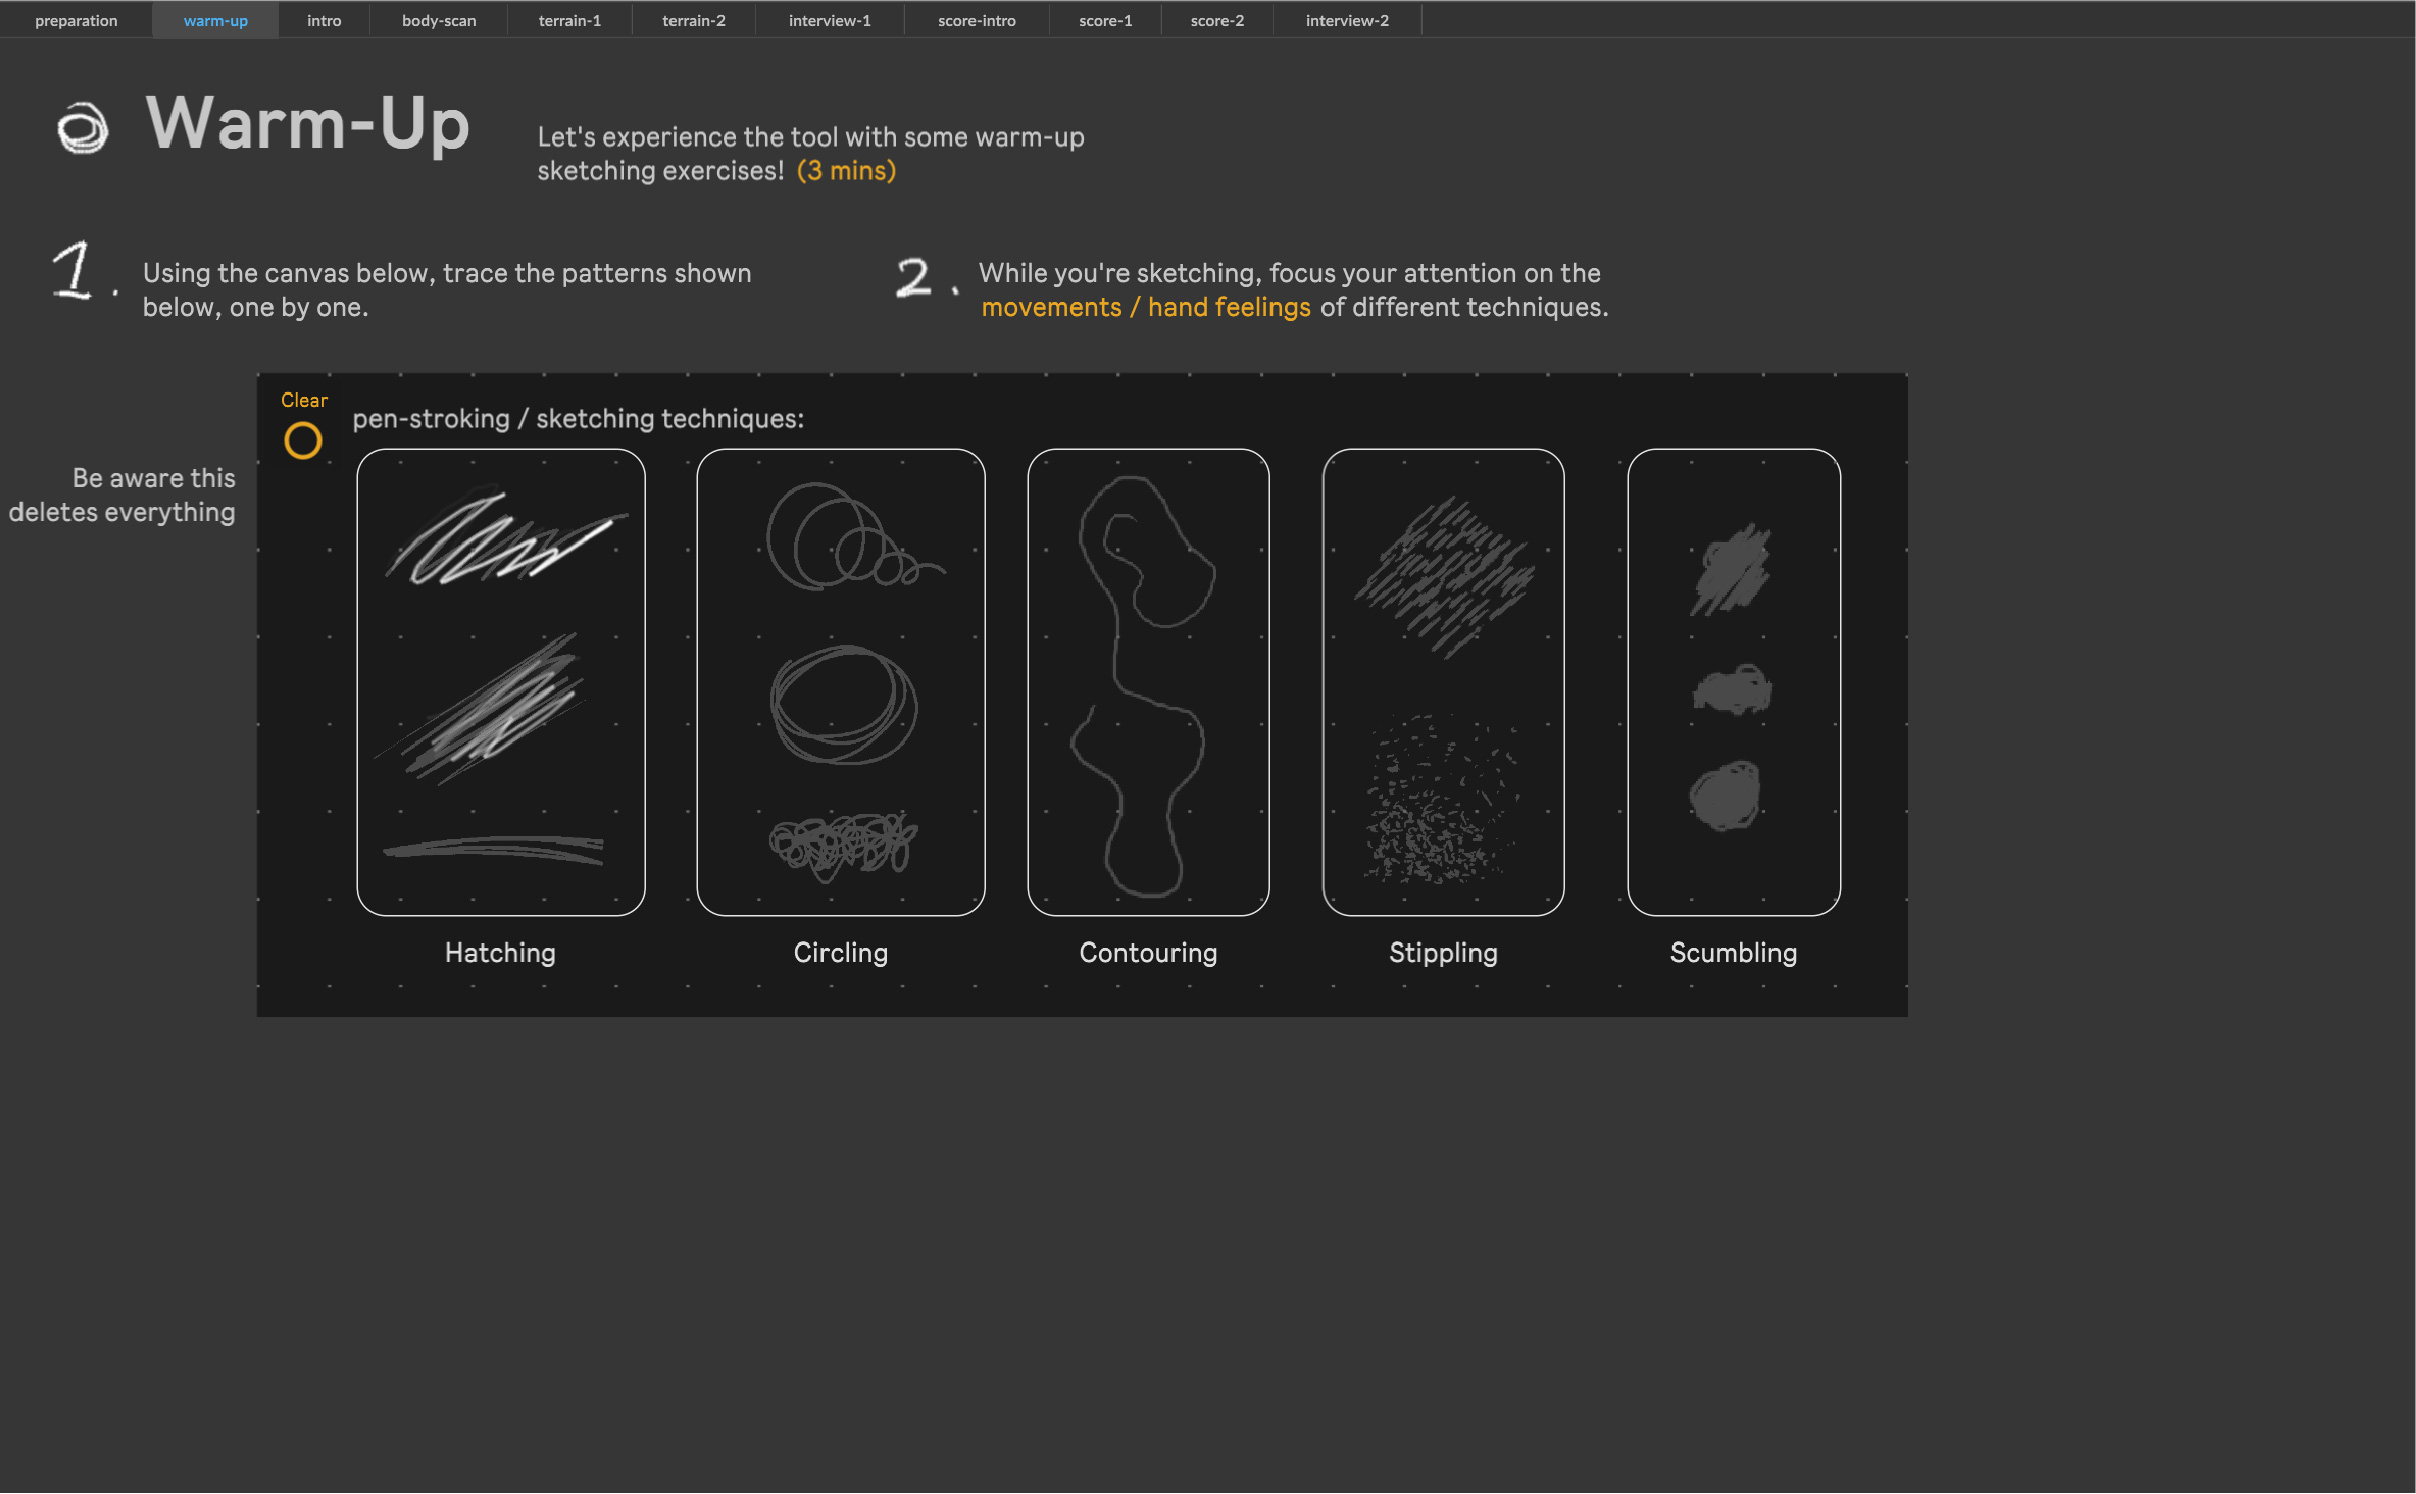 preparation warm-up intro body-scan terrain-1 terrain-2 interview-1 score-intro score-1 score-2 interview-2
Warm-Up
Let's experience the tool with some warm-up
sketching exercises! (3 mins)
1. Using the canvas below, trace the patterns shown
below, one by one.
2. While you're sketching, focus your attention on the
movements / hand feelings of different techniques.
Clear
pen-stroking / sketching techniques:
Be aware this
deletes everything
Hatching Circling Contouring Stippling Scumbling